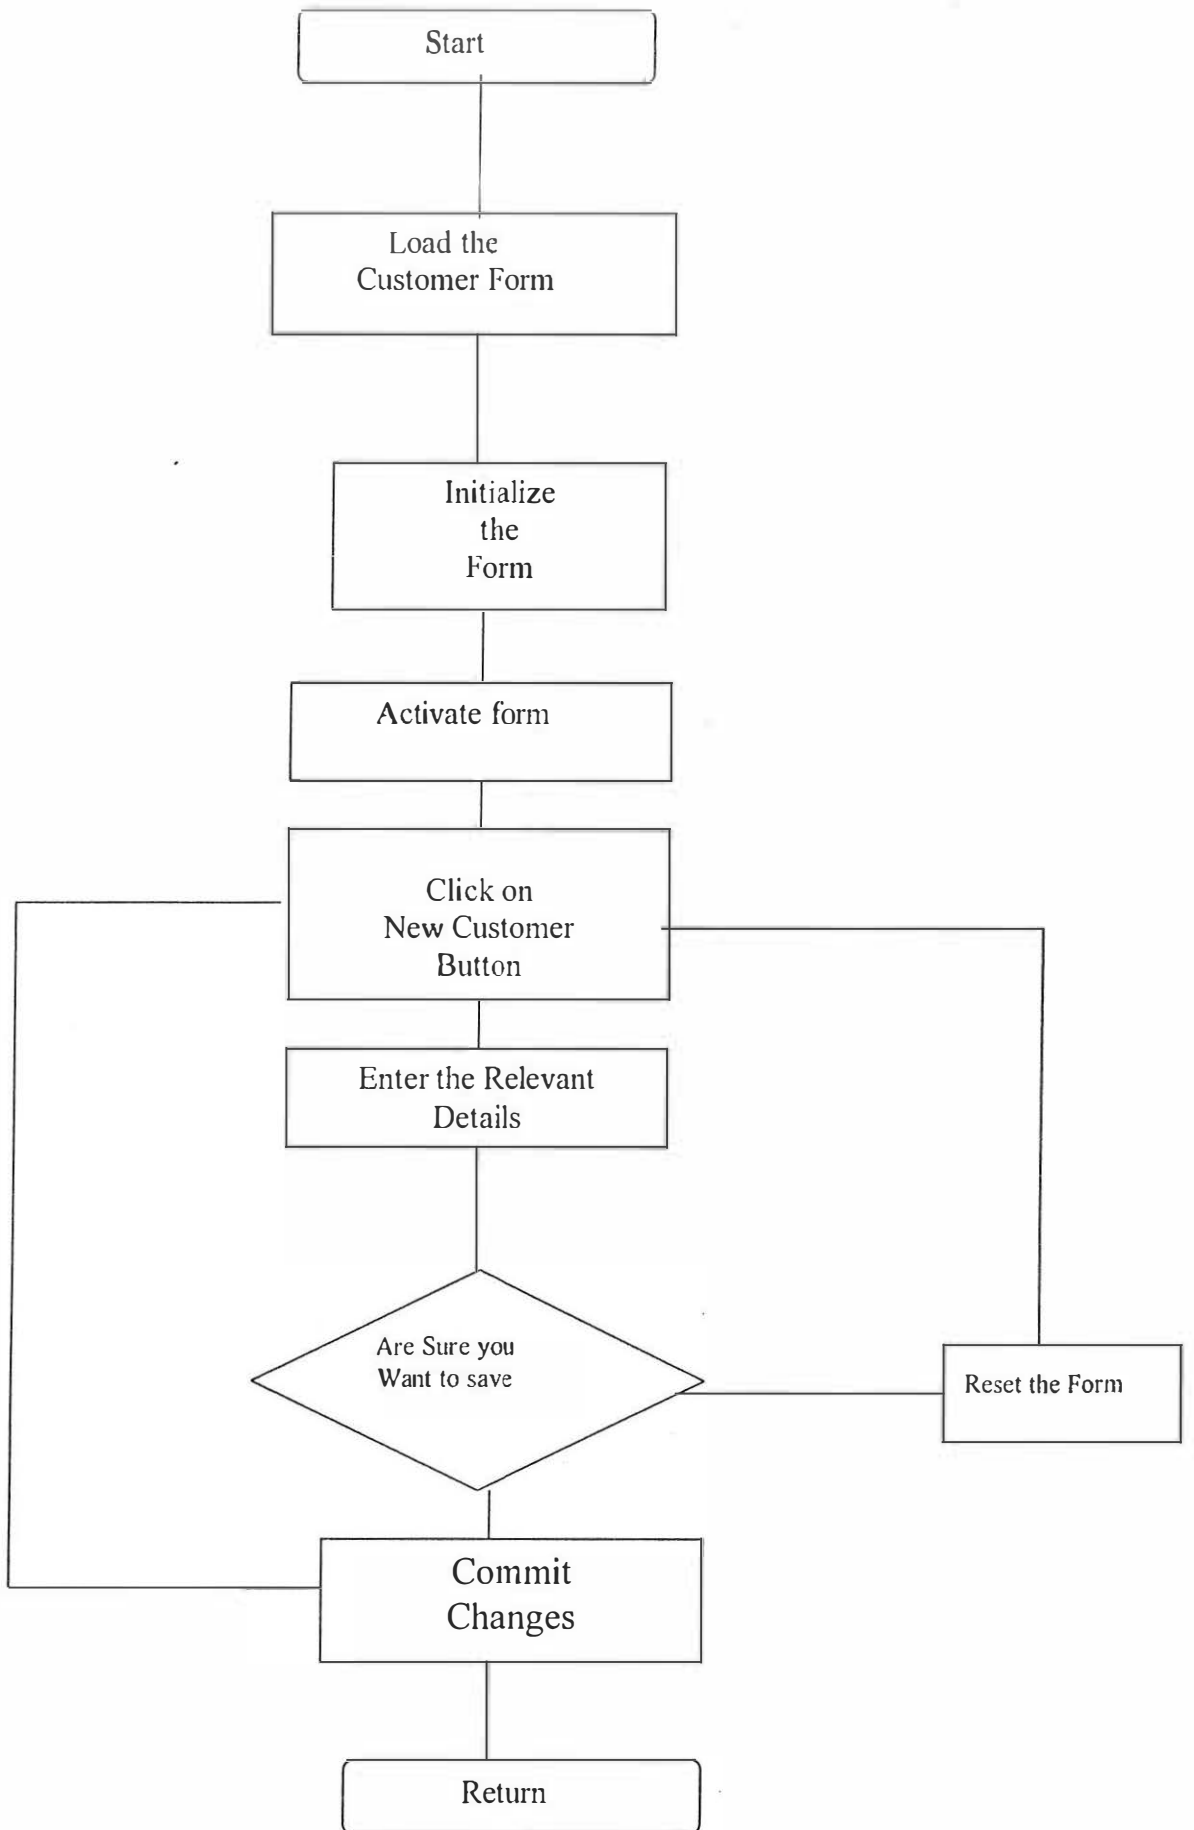 Start
Load the
Customer Form
Initialize
the
Form
Activate form
Click on
New Customer
Button
Enter the Relevant
Details
Are Sure you
Want to save
Reset the Form
Commit
Changes
Return